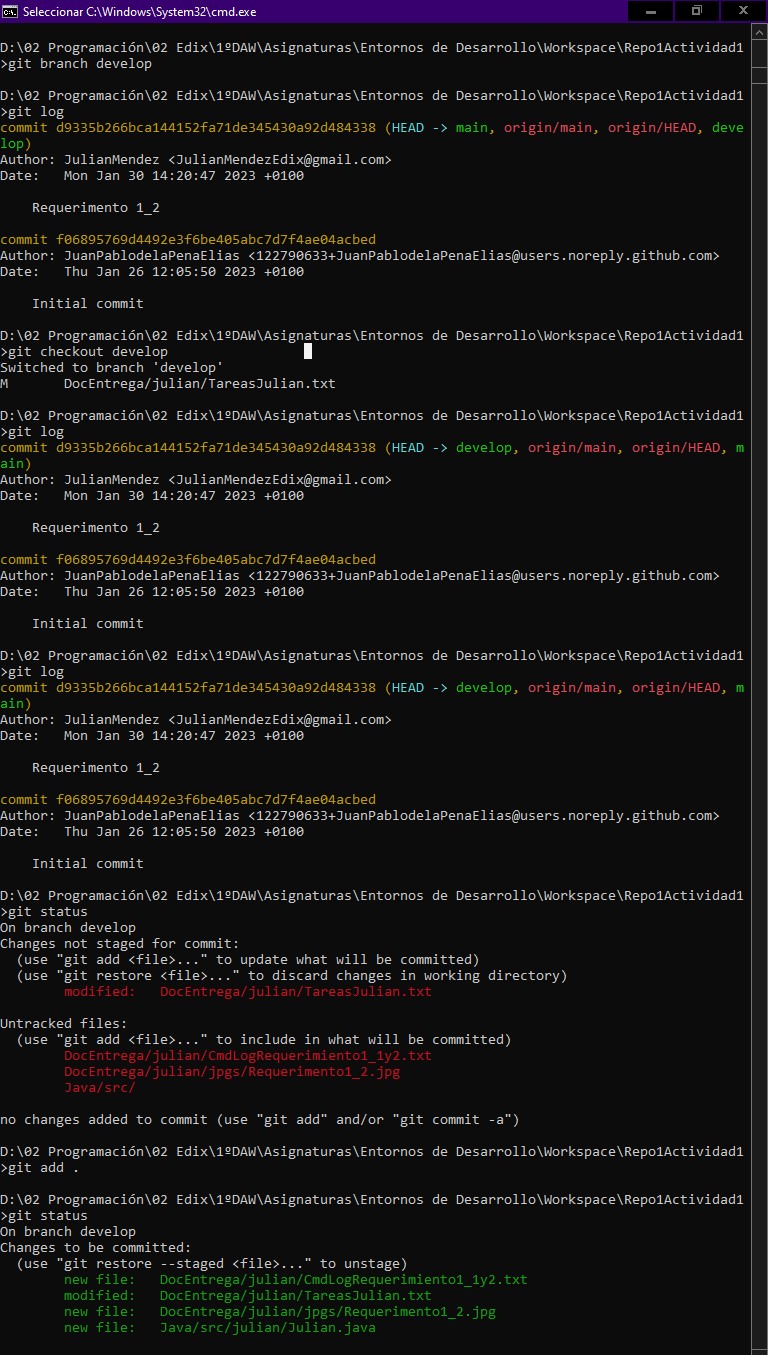 Seleccionar C:\Windows\System32\cmd.exe
D:\02 Programación\02 Edix\1ºDAW\Asignaturas\Entornos de Desarrollo\Workspace\Repo1Actividad1
>git branch develop
D:\02 Programación\02 Edix\1ºDAW\Asignaturas\Entornos de Desarrollo\Workspace\Repo1Actividad1
>git log
commit d9335b266bca144152fa71de345430a92d484338 (HEAD -> main, origin/main, origin/HEAD, deve
lop)
Author: JulianMendez <JulianMendezEdix@gmail.com>
Date:   Mon Jan 30 14:20:47 2023 +0100
Requerimento 1_2
commit f06895769d4492e3f6be405abc7d7f4ae04acbed
Author: JuanPablodelaPenaElias <122790633+JuanPablodelaPenaElias@users.noreply.github.com>
Date:   Thu Jan 26 12:05:50 2023 +0100
Initial commit
D:\02 Programación\02 Edix\1ºDAW\Asignaturas\Entornos de Desarrollo\Workspace\Repo1Actividad1
>git checkout develop
Switched to branch 'develop'
M       DocEntrega/julian/TareasJulian.txt
D:\02 Programación\02 Edix\1ºDAW\Asignaturas\Entornos de Desarrollo\Workspace\Repo1Actividad1
>git log
commit d9335b266bca144152fa71de345430a92d484338 (HEAD -> develop, origin/main, origin/HEAD, m
ain)
Author: JulianMendez <JulianMendezEdix@gmail.com>
Date:   Mon Jan 30 14:20:47 2023 +0100
Requerimento 1_2
commit f06895769d4492e3f6be405abc7d7f4ae04acbed
Author: JuanPablodelaPenaElias <122790633+JuanPablodelaPenaElias@users.noreply.github.com>
Date:   Thu Jan 26 12:05:50 2023 +0100
Initial commit
D:\02 Programación\02 Edix\1ºDAW\Asignaturas\Entornos de Desarrollo\Workspace\Repo1Actividad1
>git log
commit d9335b266bca144152fa71de345430a92d484338 (HEAD -> develop, origin/main, origin/HEAD, m
ain)
Author: JulianMendez <JulianMendezEdix@gmail.com>
Date:   Mon Jan 30 14:20:47 2023 +0100
Requerimento 1_2
commit f06895769d4492e3f6be405abc7d7f4ae04acbed
Author: JuanPablodelaPenaElias <122790633+JuanPablodelaPenaElias@users.noreply.github.com>
Date:   Thu Jan 26 12:05:50 2023 +0100
Initial commit
D:\02 Programación\02 Edix\1ºDAW\Asignaturas\Entornos de Desarrollo\Workspace\Repo1Actividad1
>git status
On branch develop
Changes not staged for commit:
(use "git add <file>..." to update what will be committed)
(use "git restore <file>..." to discard changes in working directory)
modified:   DocEntrega/julian/TareasJulian.txt
Untracked files:
(use "git add <file>..." to include in what will be committed)
DocEntrega/julian/CmdLogRequerimiento1_1y2.txt
DocEntrega/julian/jpgs/Requerimento1_2.jpg
Java/src/
no changes added to commit (use "git add" and/or "git commit -a")
D:\02 Programación\02 Edix\1ºDAW\Asignaturas\Entornos de Desarrollo\Workspace\Repo1Actividad1
>git add .
D:\02 Programación\02 Edix\1ºDAW\Asignaturas\Entornos de Desarrollo\Workspace\Repo1Actividad1
>git status
On branch develop
Changes to be committed:
(use "git restore --staged <file>..." to unstage)
new file:   DocEntrega/julian/CmdLogRequerimiento1_1y2.txt
modified:   DocEntrega/julian/TareasJulian.txt
new file:   DocEntrega/julian/jpgs/Requerimento1_2.jpg
new file:   Java/src/julian/Julian.java